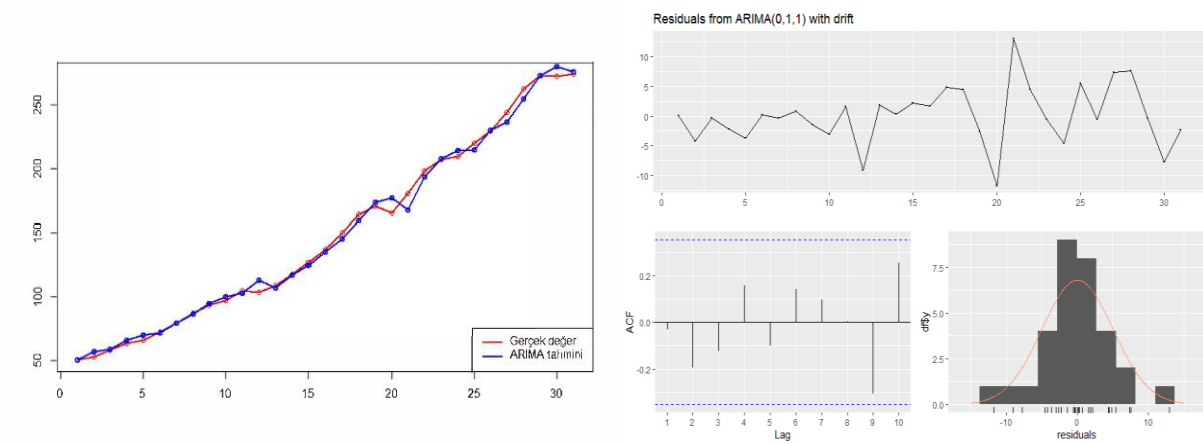 50 100 150 200 250
0 5 10 15 20 25 30
Gerçek değer
ARIMA tahmini
Residuals from ARIMA(0,1,1) with drift
10
5
0
-5
-10
0 5 10 15 20 25 30
ACF
0.2
0.0
-0.2
1 2 3 4 5 6 7 8 9 10
Lag
df$y
7.5
5.0
2.5
0.0
-10 0 10
residuals